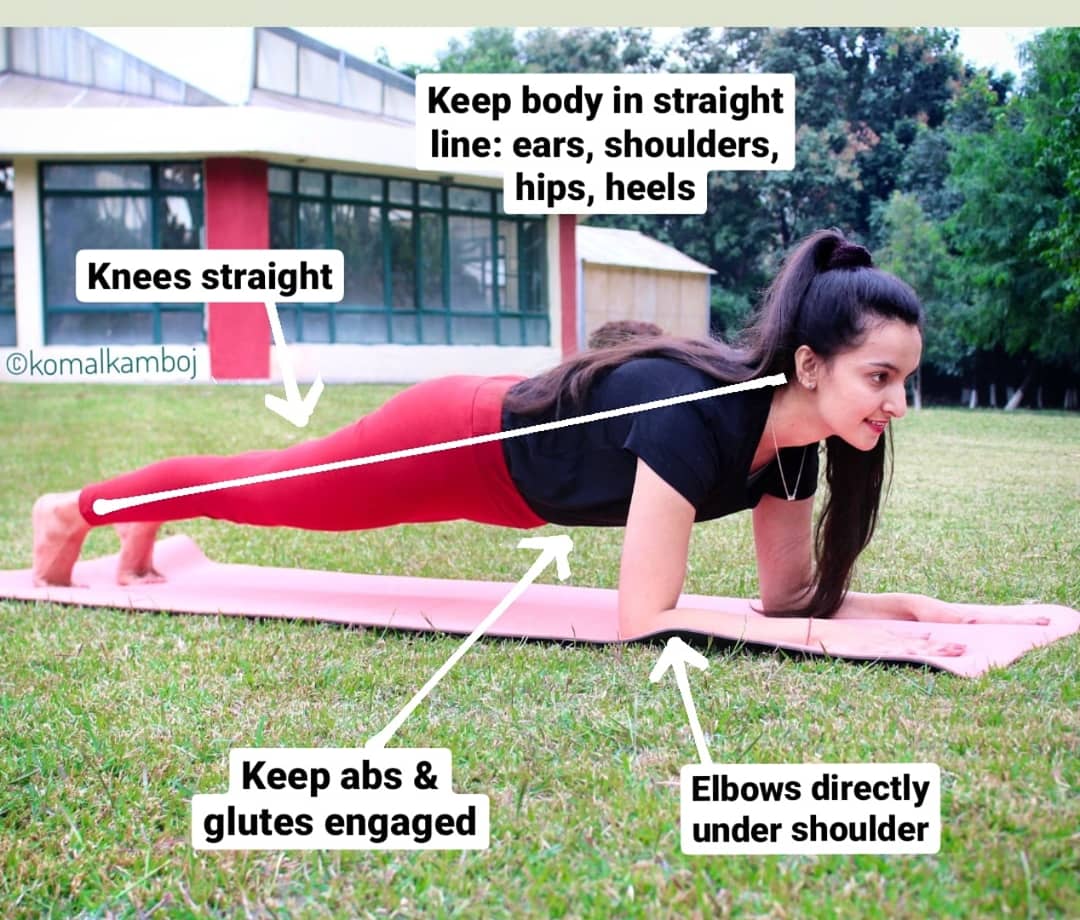 Keep body in straight
line: ears, shoulders,
hips, heels
Knees straight
©komalkamboj
Keep abs &
glutes engaged
Elbows directly
under shoulder